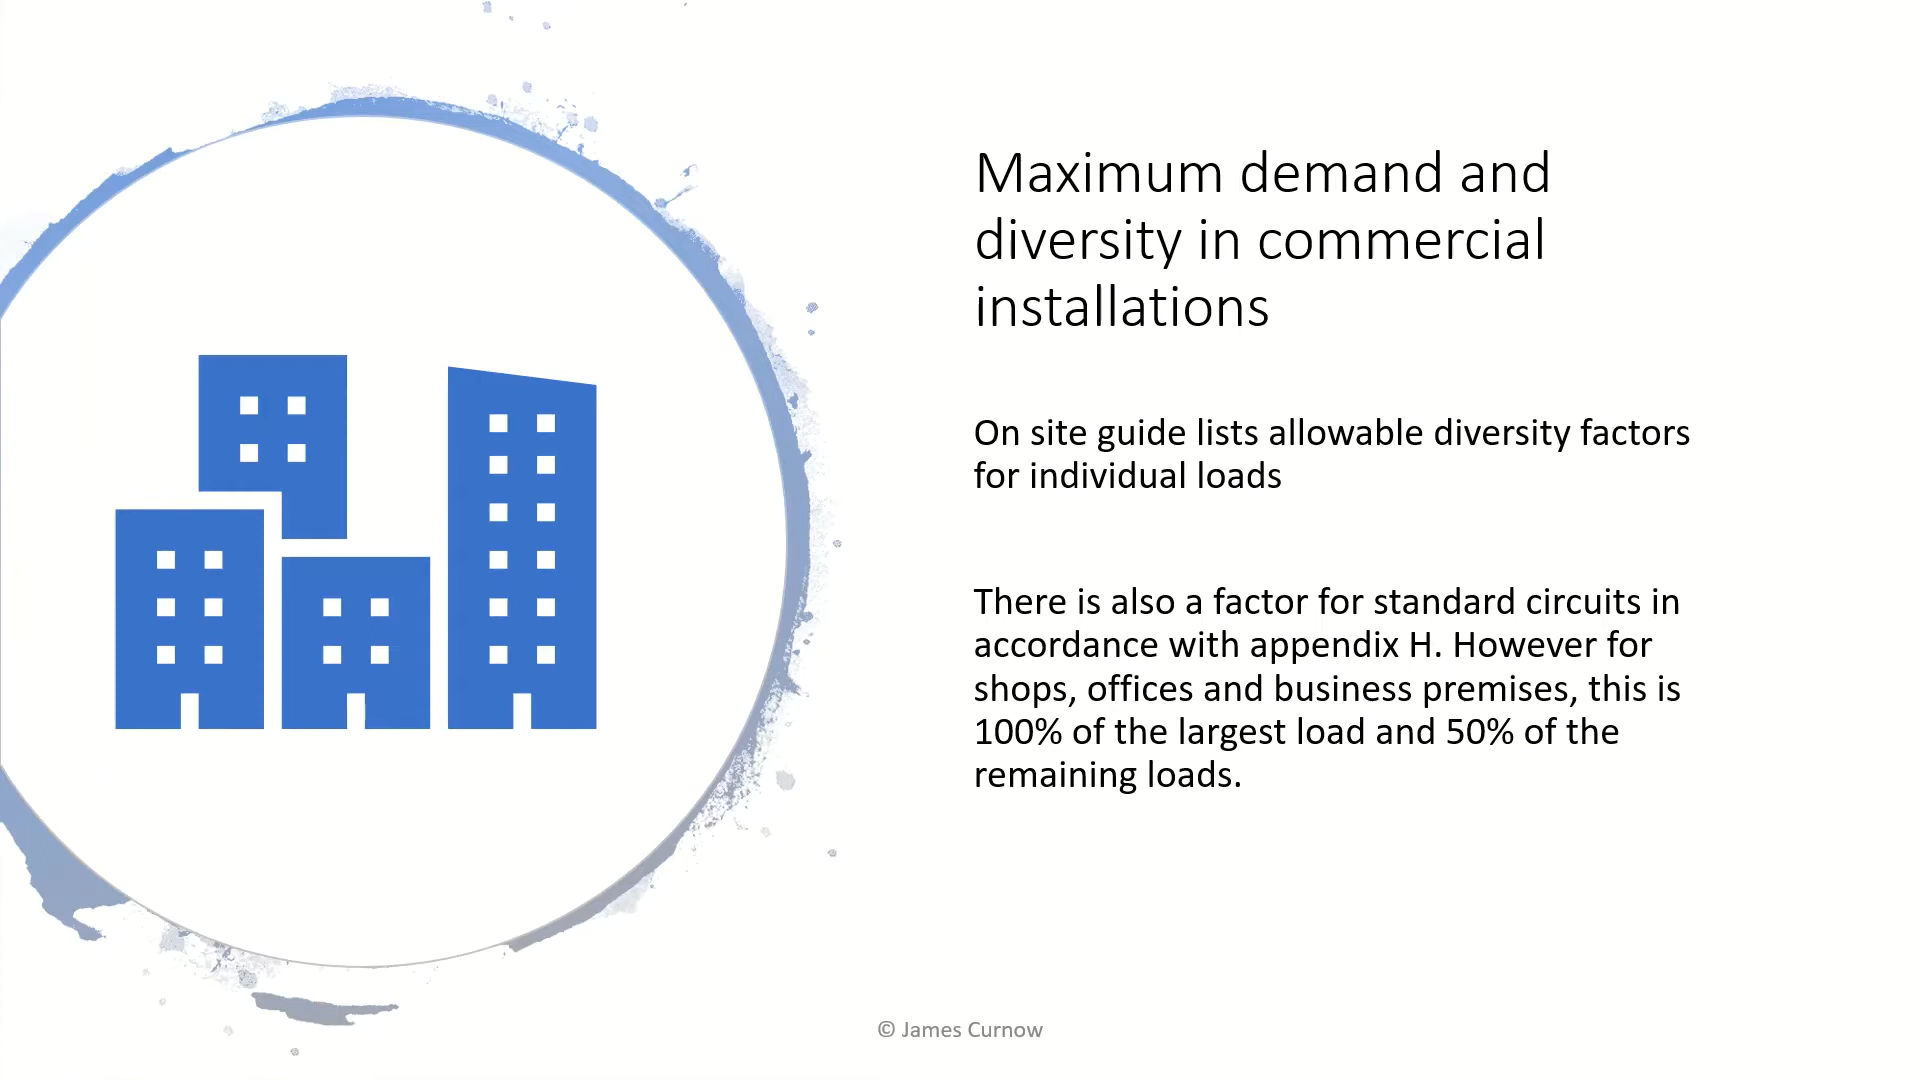 Maximum demand and
diversity in commercial
installations
On site guide lists allowable diversity factors
for individual loads
There is also a factor for standard circuits in
accordance with appendix H. However for
shops, offices and business premises, this is
100% of the largest load and 50% of the
remaining loads.
© James Curnow